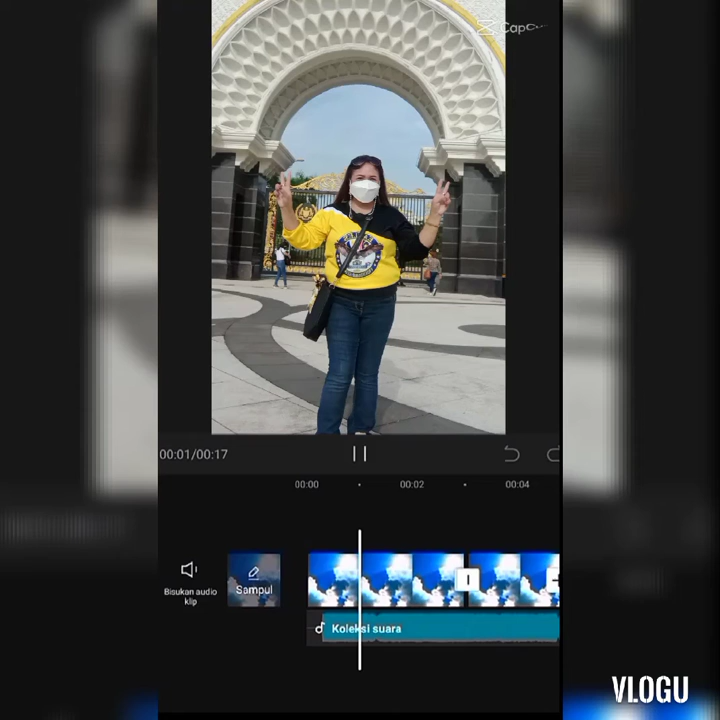 CapCut
00:01/00:17
00:00
00:02
00:04
Bisukan audio
klip
Sampul
Koleksi suara
VLOGU